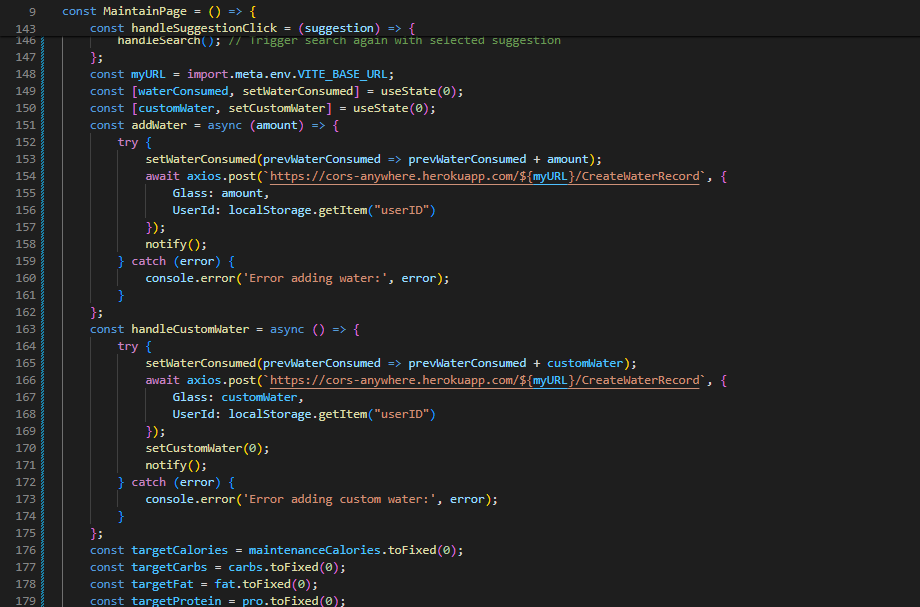 9 const MaintainPage = () => {
143 const handleSuggestionClick = (suggestion) => {
146 handleSearch(); // Trigger search again with selected suggestion
147 };
148 const myURL = import.meta.env.VITE_BASE_URL;
149 const [waterConsumed, setWaterConsumed] = useState(0);
150 const [customWater, setCustomWater] = useState(0);
151 const addWater = async (amount) => {
152 try {
153 setWaterConsumed(prevWaterConsumed => prevWaterConsumed + amount);
154 await axios.post(`https://cors-anywhere.herokuapp.com/${myURL}/CreateWaterRecord`, {
155 Glass: amount,
156 UserId: localStorage.getItem("userID")
157 });
158 notify();
159 } catch (error) {
160 console.error('Error adding water:', error);
161 }
162 };
163 const handleCustomWater = async () => {
164 try {
165 setWaterConsumed(prevWaterConsumed => prevWaterConsumed + customWater);
166 await axios.post(`https://cors-anywhere.herokuapp.com/${myURL}/CreateWaterRecord`, {
167 Glass: customWater,
168 UserId: localStorage.getItem("userID")
169 });
170 setCustomWater(0);
171 notify();
172 } catch (error) {
173 console.error('Error adding custom water:', error);
174 }
175 };
176 const targetCalories = maintenanceCalories.toFixed(0);
177 const targetCarbs = carbs.toFixed(0);
178 const targetFat = fat.toFixed(0);
179 const targetProtein = pro.toFixed(0);